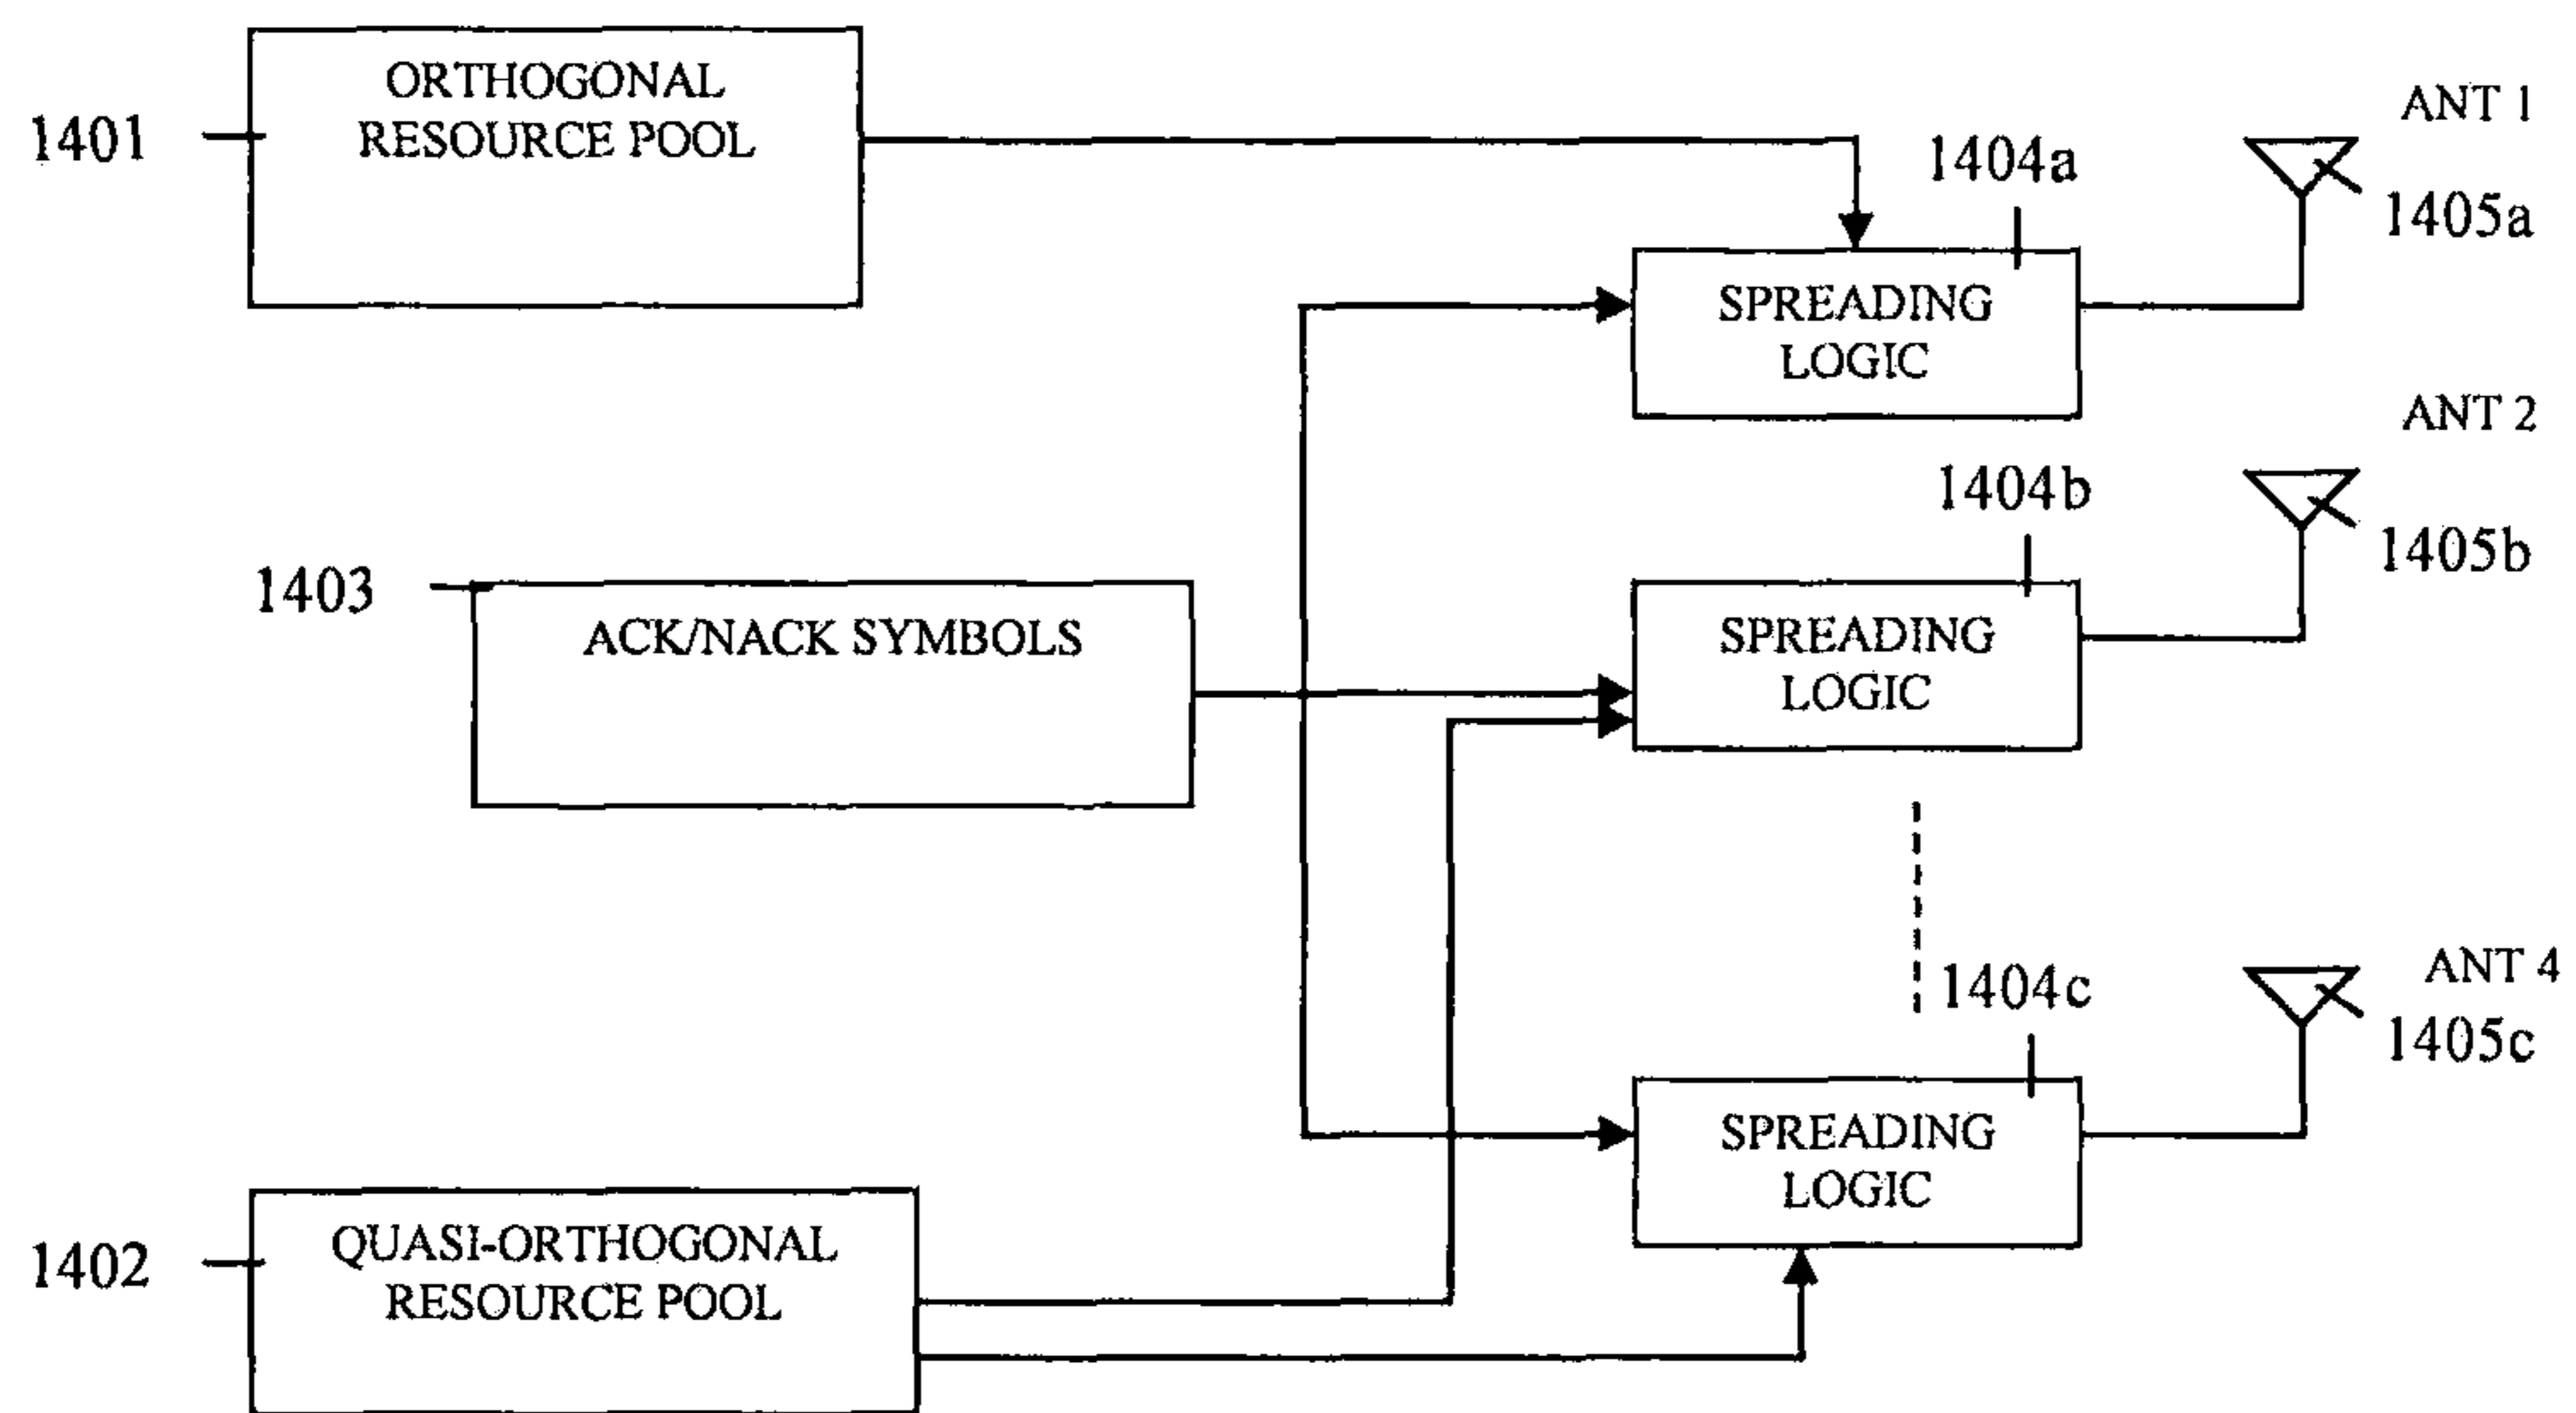 ORTHOGONAL
RESOURCE POOL
1401
ANT 1
1404a
1405a
SPREADING
LOGIC
ANT 2
1404b
1405b
1403
ACK/NACK SYMBOLS
SPREADING
LOGIC
ANT 4
1404c
1405c
SPREADING
LOGIC
1402
QUASI-ORTHOGONAL
RESOURCE POOL